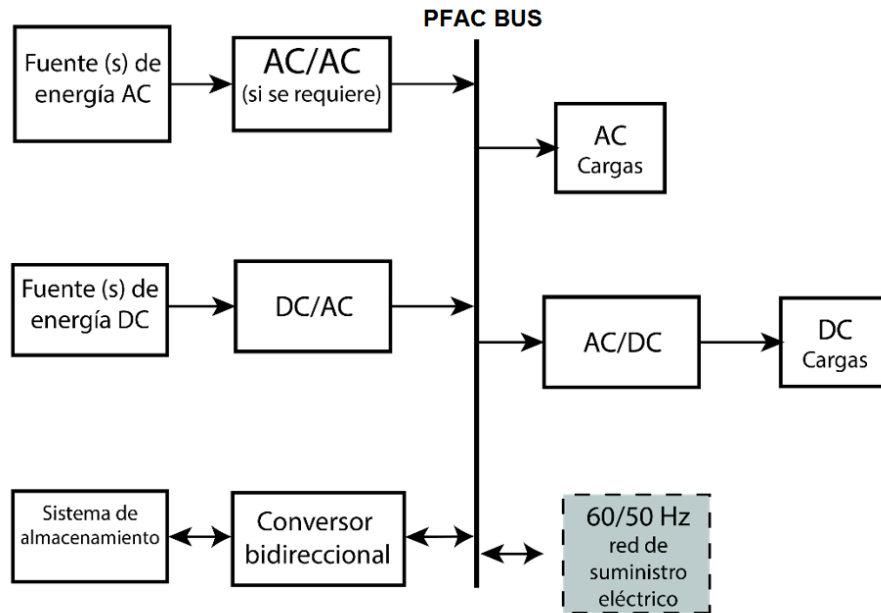 PFAC BUS
Fuente (s) de
energía AC
AC/AC
(si se requiere)
AC
Cargas
Fuente (s) de
energía DC
DC/AC
AC/DC
DC
Cargas
Sistema de
almacenamiento
Conversor
bidireccional
60/50 Hz
red de
suministro
eléctrico